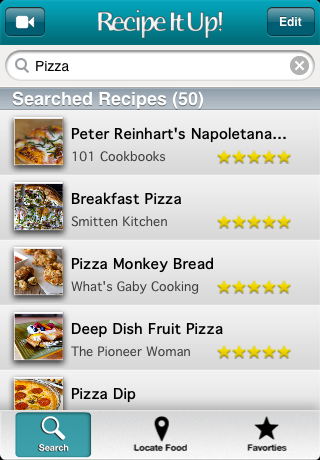 Recipe It Up!
Edit
Pizza
Searched Recipes (50)
Peter Reinhart's Napoletana...
101 Cookbooks
Breakfast Pizza
Smitten Kitchen
Pizza Monkey Bread
What's Gaby Cooking
Deep Dish Fruit Pizza
The Pioneer Woman
Pizza Dip
Search
Locate Food
Favorties